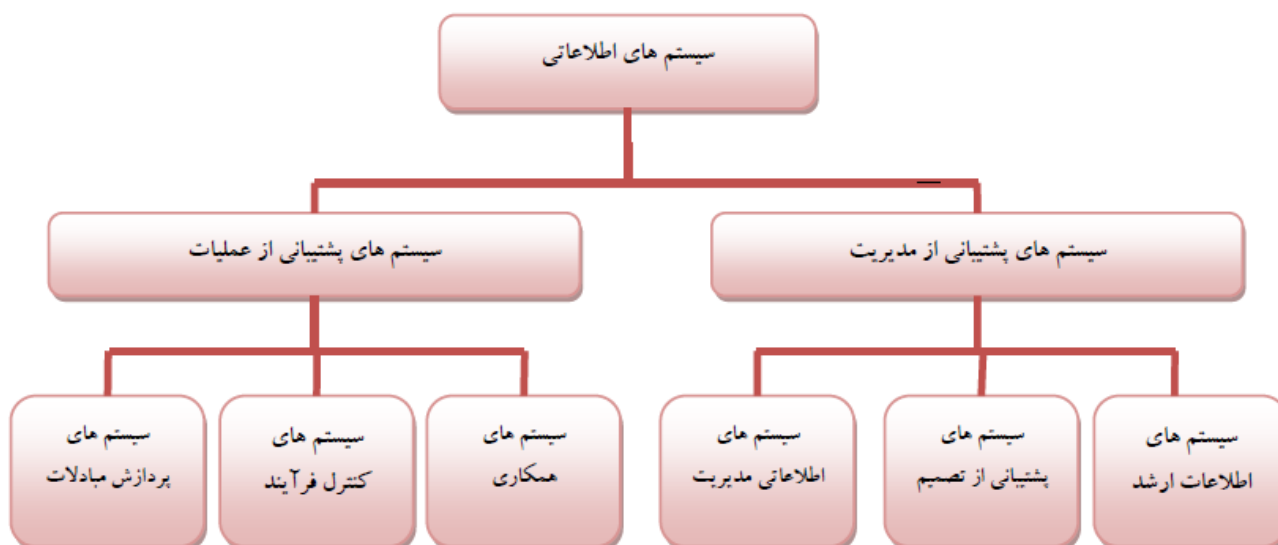 سیستم های اطلاعاتی
سیستم های پشتیبانی از مدیریت
سیستم های پشتیبانی از عملیات
سیستم های
اطلاعات ارشد
سیستم های
پشتیبانی از تصمیم
سیستم های
اطلاعاتی مدیریت
سیستم های
همکاری
سیستم های
کنترل فرآیند
سیستم های
پردازش مبادلات